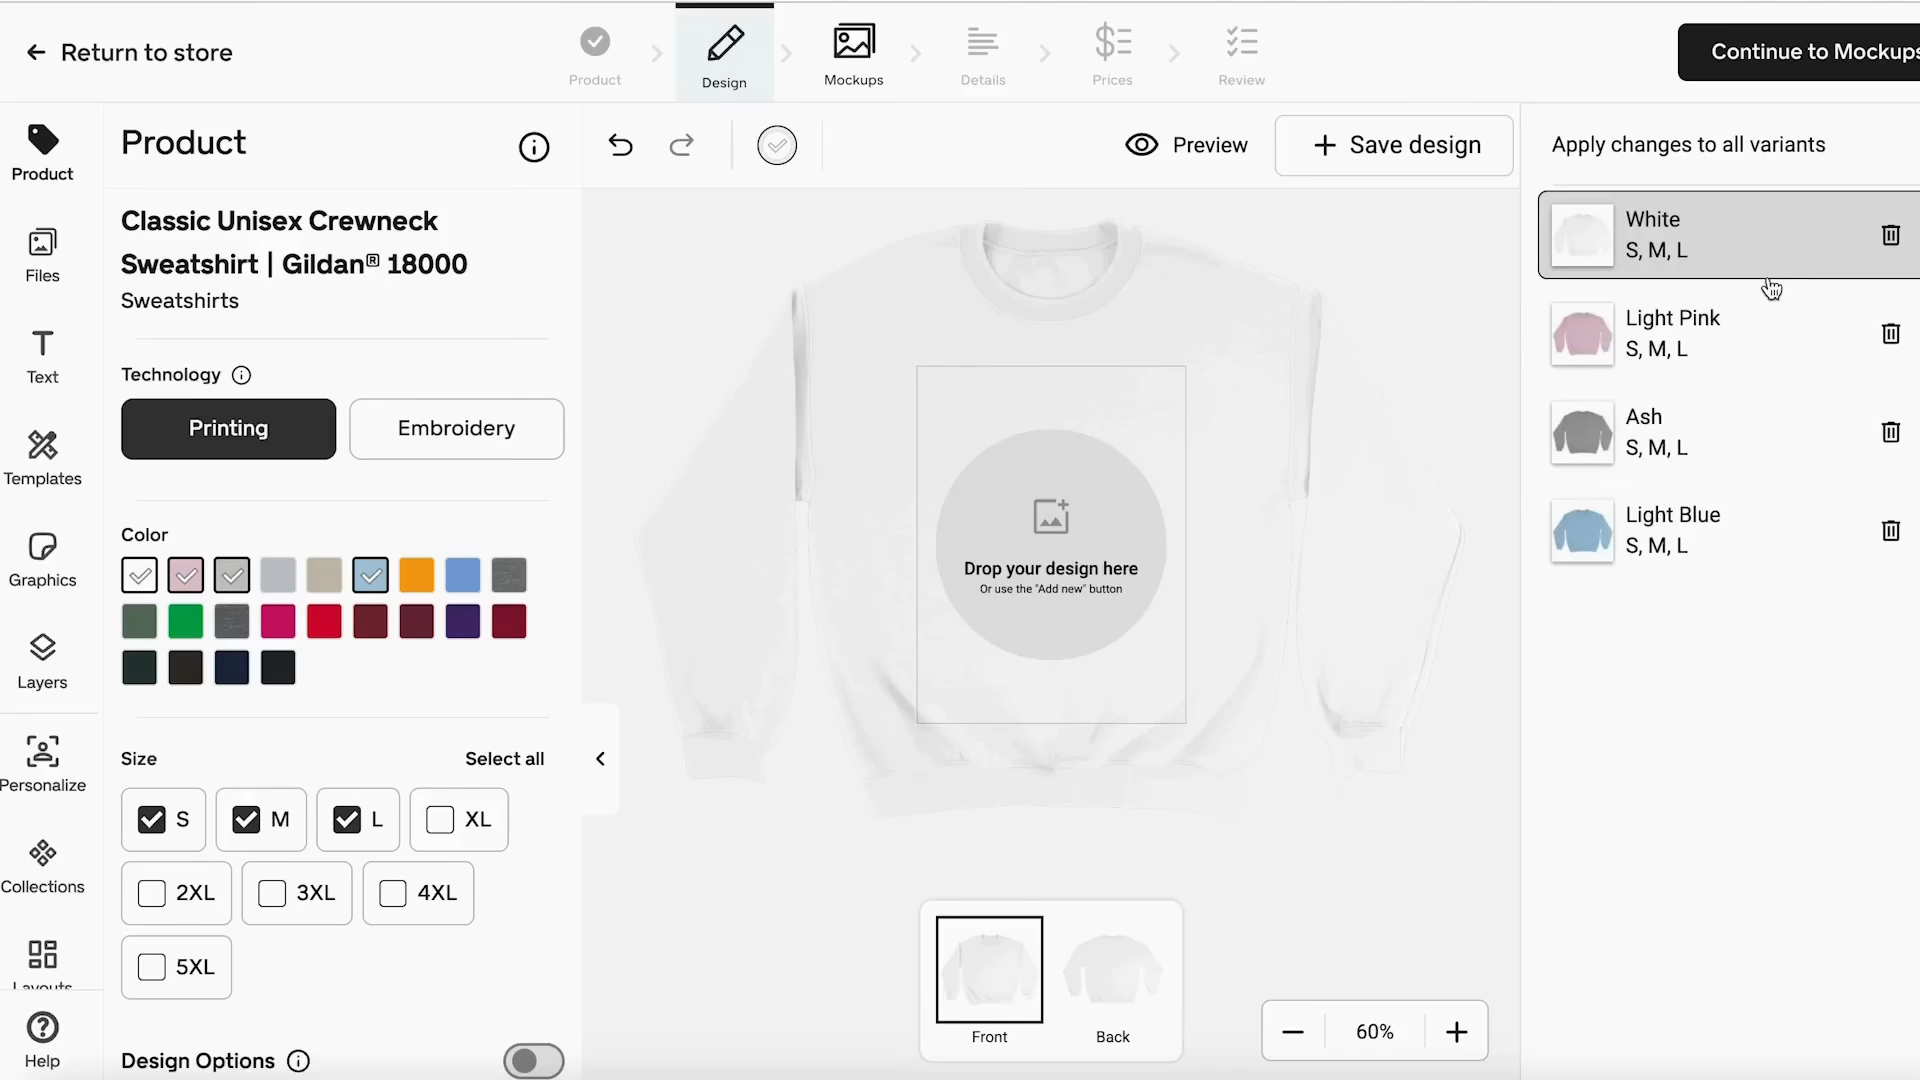 Return to store
Product
Design
Mockups
Details
Prices
Review
Continue to Mockups
Product
Files
Text
Templates
Graphics
Layers
Personalize
Collections
Layouts
Help
Product
Classic Unisex Crewneck
Sweatshirt | Gildan® 18000
Sweatshirts
Technology
Printing
Embroidery
Color
Size
Select all
S
M
L
XL
2XL
3XL
4XL
5XL
Design Options
Preview
+ Save design
Drop your design here
Or use the "Add new" button
Front
Back
60%
Apply changes to all variants
White
S, M, L
Light Pink
S, M, L
Ash
S, M, L
Light Blue
S, M, L